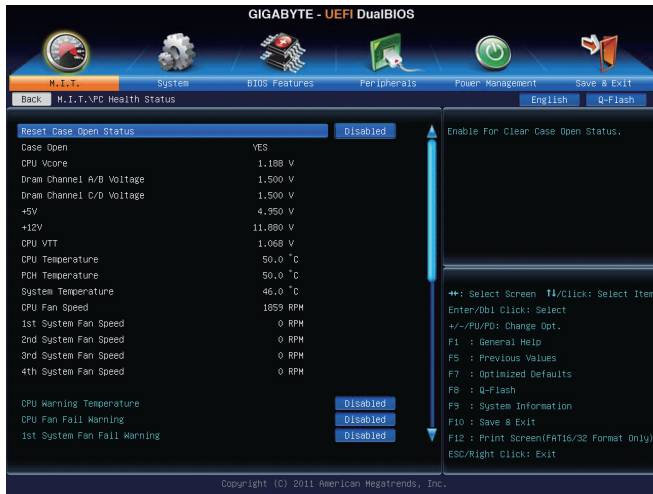 GIGABYTE - UEFI DualBIOS
M.I.T. System BIOS Features Peripherals Power Management Save & Exit
Back M.I.T.\PC Health Status English Q-Flash
Reset Case Open Status Disabled
Case Open YES
CPU Vcore 1.188 V
Dram Channel A/B Voltage 1.500 V
Dram Channel C/D Voltage 1.500 V
+5V 4.950 V
+12V 11.880 V
CPU VTT 1.068 V
CPU Temperature 50.0 °C
PCH Temperature 50.0 °C
System Temperature 46.0 °C
CPU Fan Speed 1859 RPM
1st System Fan Speed 0 RPM
2nd System Fan Speed 0 RPM
3rd System Fan Speed 0 RPM
4th System Fan Speed 0 RPM
CPU Warning Temperature Disabled
CPU Fan Fail Warning Disabled
1st System Fan Fail Warning Disabled
Enable For Clear Case Open Status.
→←: Select Screen ↑↓/Click: Select Item
Enter/Dbl Click: Select
+/-/PU/PD: Change Opt.
F1 : General Help
F5 : Previous Values
F7 : Optimized Defaults
F8 : Q-Flash
F9 : System Information
F10 : Save & Exit
F12 : Print Screen(FAT16/32 Format Only)
ESC/Right Click: Exit
Copyright (C) 2011 American Megatrends, Inc.